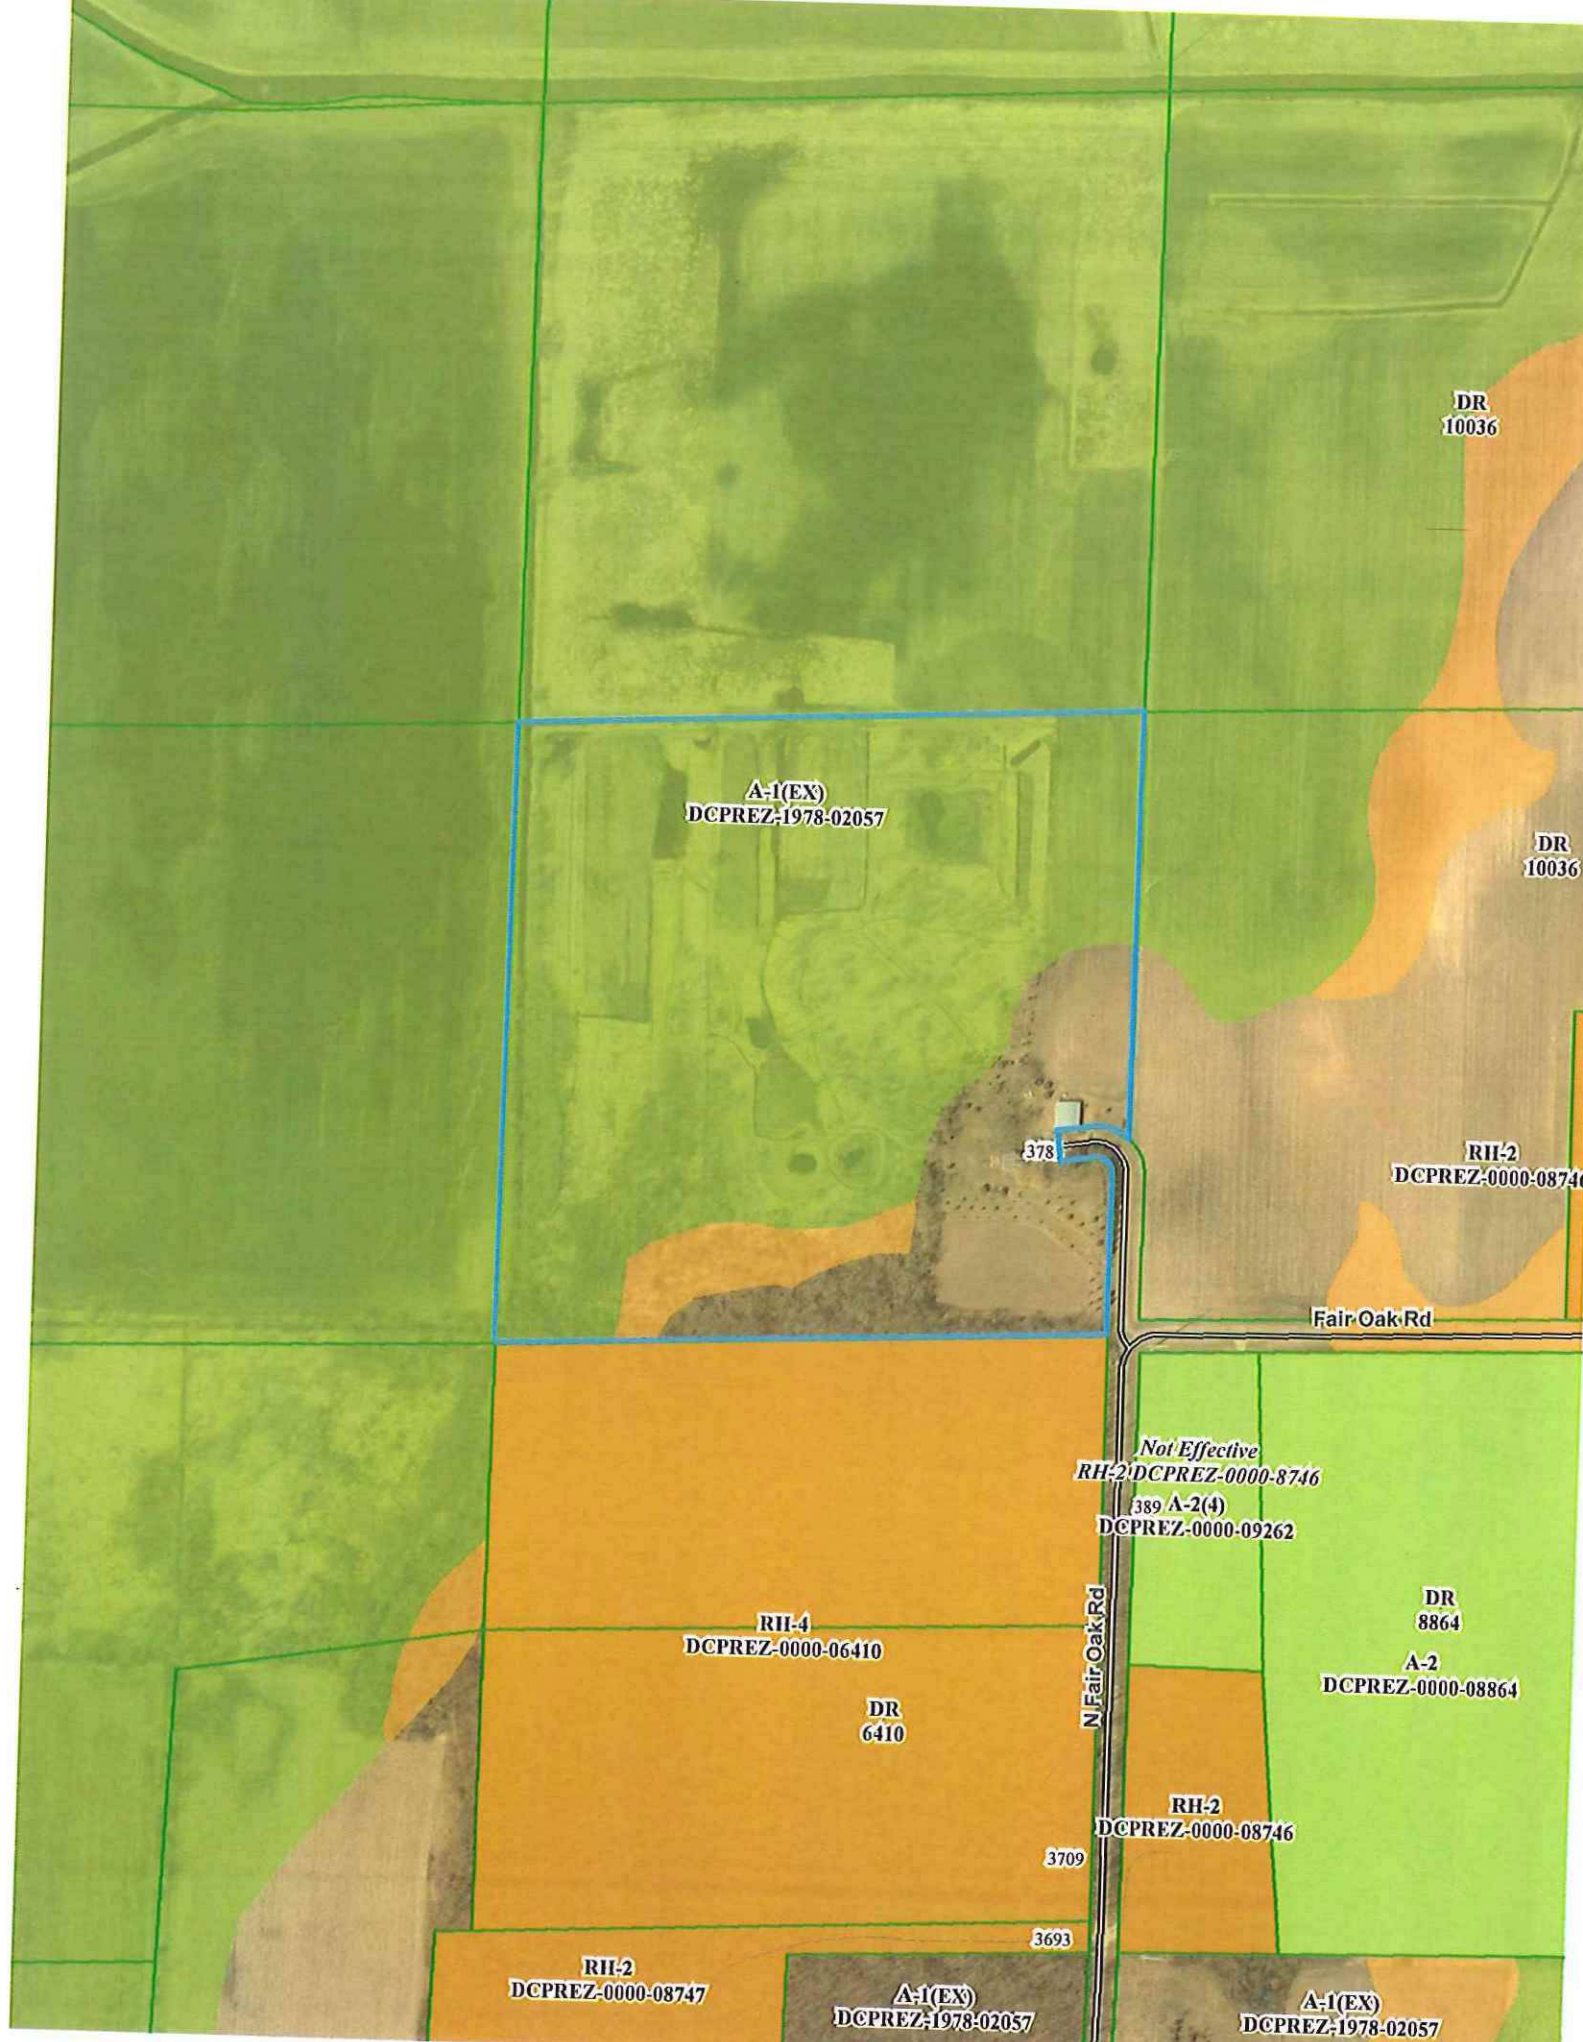 DR
10036
A-1(EX)
DCPREZ-1978-02057
DR
10036
378
RH-2
DCPREZ-0000-08746
Fair Oak Rd
Not Effective
RH-2 DCPREZ-0000-8746
389 A-2(4)
DCPREZ-0000-09262
N Fair Oak Rd
DR
8864
RH-4
DCPREZ-0000-06410
A-2
DCPREZ-0000-08864
DR
6410
RH-2
DCPREZ-0000-08746
3709
3693
RH-2
DCPREZ-0000-08747
A-1(EX)
DCPREZ-1978-02057
A-1(EX)
DCPREZ-1978-02057